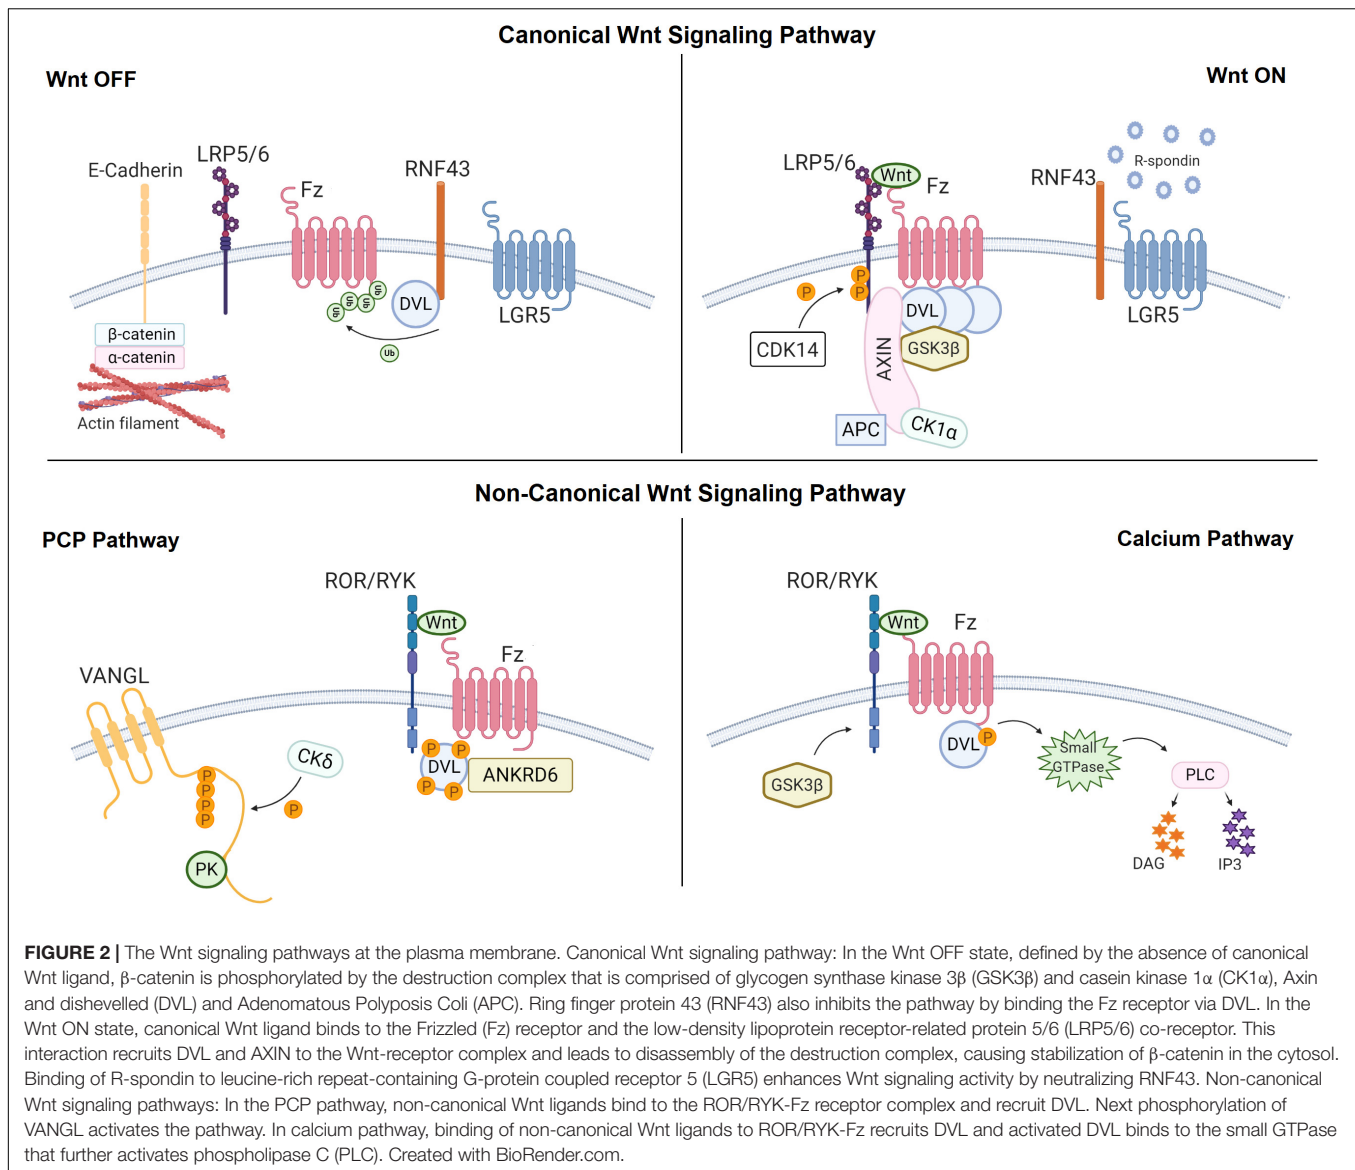 Canonical Wnt Signaling Pathway
Wnt OFF
Wnt ON
E-Cadherin
LRP5/6
Fz
RNF43
LGR5
DVL
Ub
Ub
Ub
Ub
Ub
β-catenin
α-catenin
Actin filament
LRP5/6
Wnt
Fz
RNF43
R-spondin
LGR5
P
P
P
CDK14
DVL
GSK3β
AXIN
APC
CK1α
Non-Canonical Wnt Signaling Pathway
PCP Pathway
Calcium Pathway
ROR/RYK
Wnt
Fz
VANGL
CKδ
P
P
P
P
P
PK
P
P
DVL
P
P
ANKRD6
ROR/RYK
Wnt
Fz
GSK3β
DVL
P
Small
GTPase
PLC
DAG
IP3
FIGURE 2 | The Wnt signaling pathways at the plasma membrane. Canonical Wnt signaling pathway: In the Wnt OFF state, defined by the absence of canonical
Wnt ligand, β-catenin is phosphorylated by the destruction complex that is comprised of glycogen synthase kinase 3β (GSK3β) and casein kinase 1α (CK1α), Axin
and dishevelled (DVL) and Adenomatous Polyposis Coli (APC). Ring finger protein 43 (RNF43) also inhibits the pathway by binding the Fz receptor via DVL. In the
Wnt ON state, canonical Wnt ligand binds to the Frizzled (Fz) receptor and the low-density lipoprotein receptor-related protein 5/6 (LRP5/6) co-receptor. This
interaction recruits DVL and AXIN to the Wnt-receptor complex and leads to disassembly of the destruction complex, causing stabilization of β-catenin in the cytosol.
Binding of R-spondin to leucine-rich repeat-containing G-protein coupled receptor 5 (LGR5) enhances Wnt signaling activity by neutralizing RNF43. Non-canonical
Wnt signaling pathways: In the PCP pathway, non-canonical Wnt ligands bind to the ROR/RYK-Fz receptor complex and recruit DVL. Next phosphorylation of
VANGL activates the pathway. In calcium pathway, binding of non-canonical Wnt ligands to ROR/RYK-Fz recruits DVL and activated DVL binds to the small GTPase
that further activates phospholipase C (PLC). Created with BioRender.com.